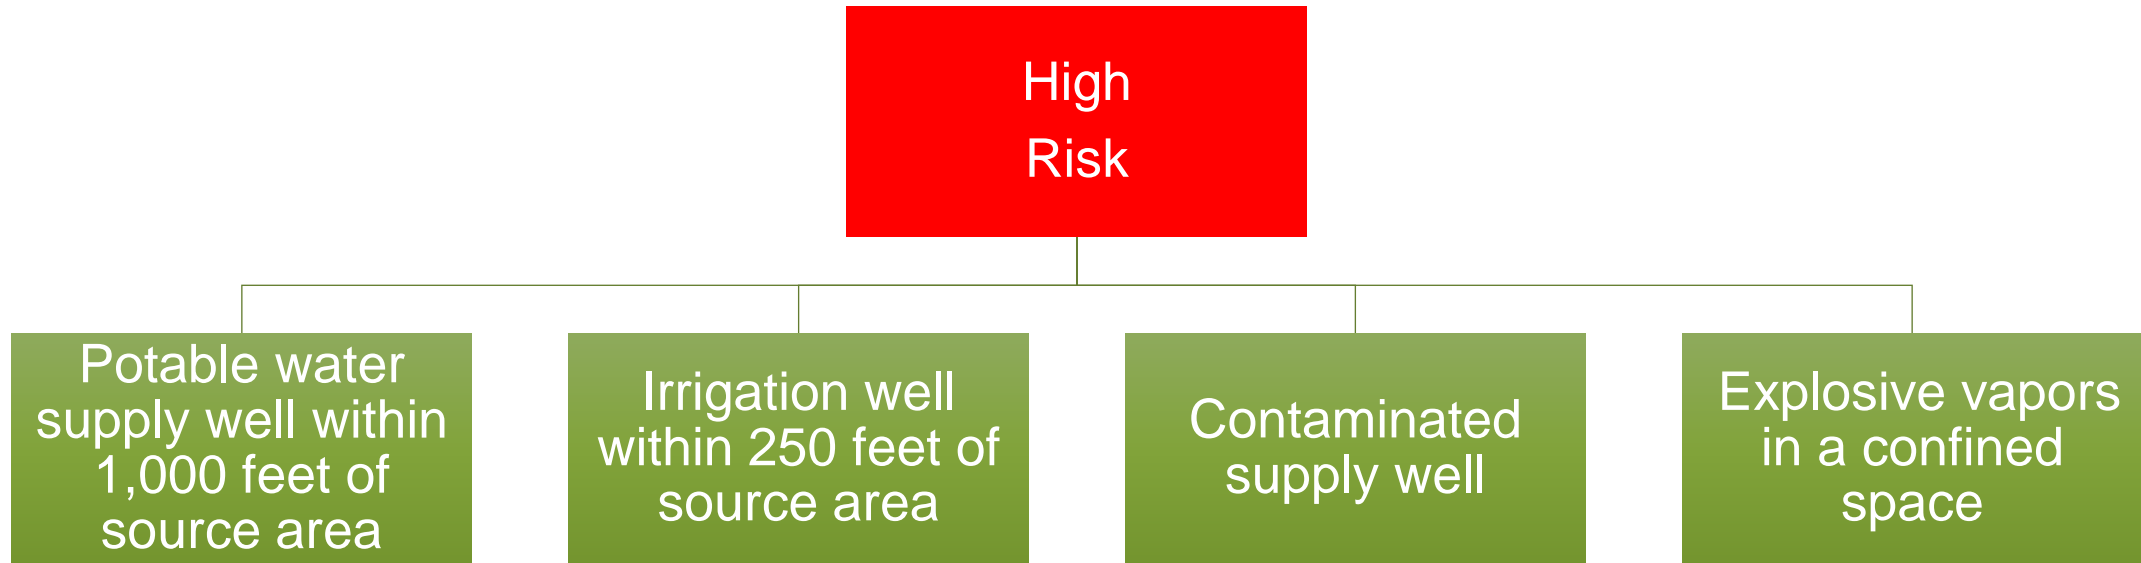 High
Risk
Potable water
supply well within
1,000 feet of
source area
Irrigation well
within 250 feet of
source area
Contaminated
supply well
Explosive vapors
in a confined
space